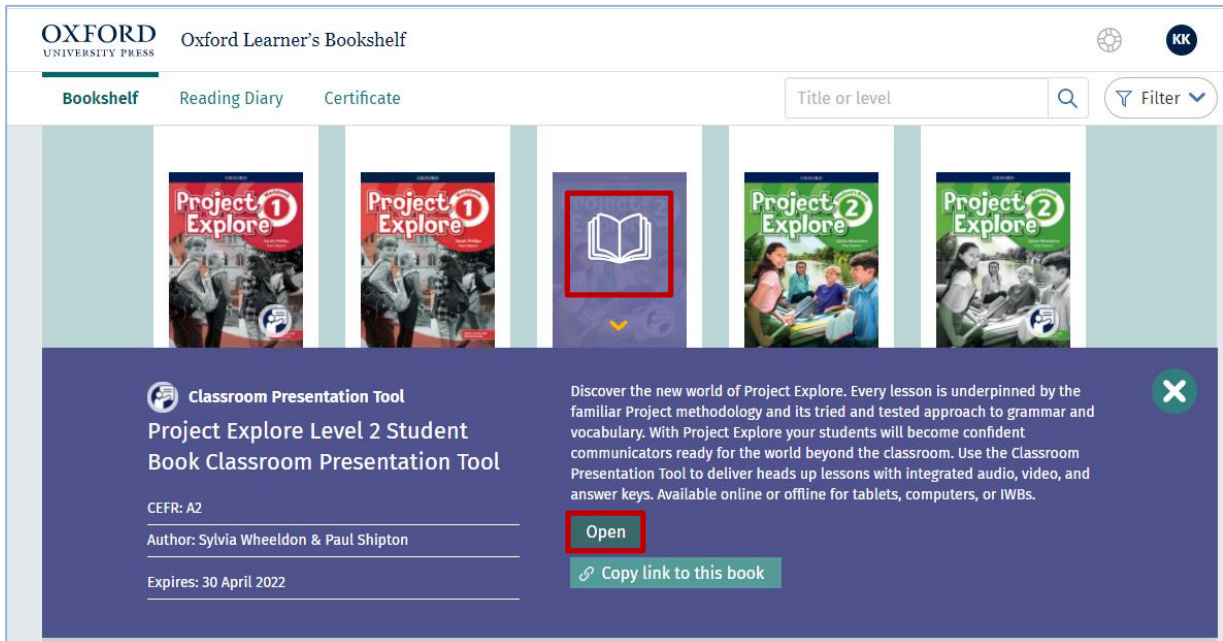 OXFORD
UNIVERSITY PRESS
Oxford Learner's Bookshelf
KK
Bookshelf
Reading Diary
Certificate
Title or level
Filter
OXFORD
Project 1
Explore
OXFORD
Project 1
Explore
Project 2
OXFORD
Project 2
Explore
OXFORD
Project 2
Explore
Classroom Presentation Tool
Project Explore Level 2 Student
Book Classroom Presentation Tool
CEFR: A2
Author: Sylvia Wheeldon & Paul Shipton
Expires: 30 April 2022
Discover the new world of Project Explore. Every lesson is underpinned by the
familiar Project methodology and its tried and tested approach to grammar and
vocabulary. With Project Explore your students will become confident
communicators ready for the world beyond the classroom. Use the Classroom
Presentation Tool to deliver heads up lessons with integrated audio, video, and
answer keys. Available online or offline for tablets, computers, or IWBs.
Open
Copy link to this book